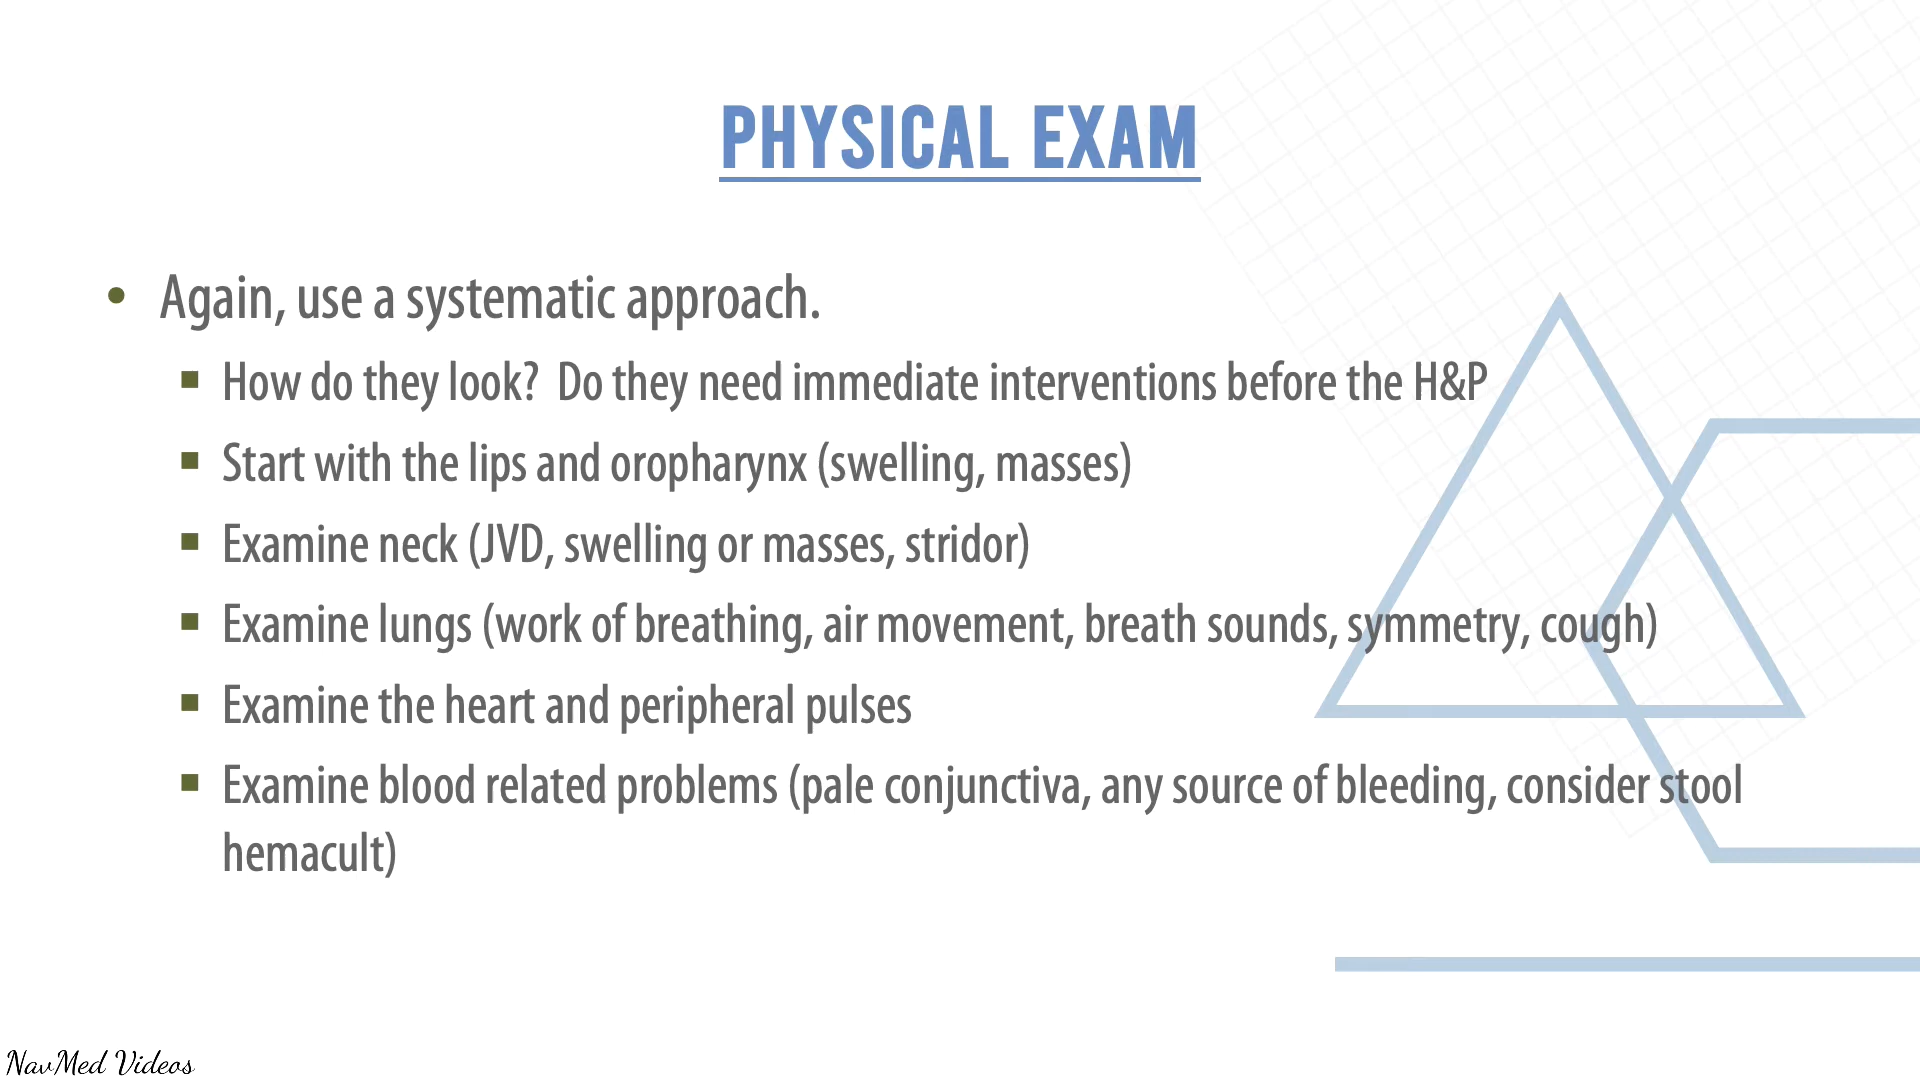 PHYSICAL EXAM
• Again, use a systematic approach.
▪ How do they look?  Do they need immediate interventions before the H&P
▪ Start with the lips and oropharynx (swelling, masses)
▪ Examine neck (JVD, swelling or masses, stridor)
▪ Examine lungs (work of breathing, air movement, breath sounds, symmetry, cough)
▪ Examine the heart and peripheral pulses
▪ Examine blood related problems (pale conjunctiva, any source of bleeding, consider stool
hemacult)
NavMed Videos